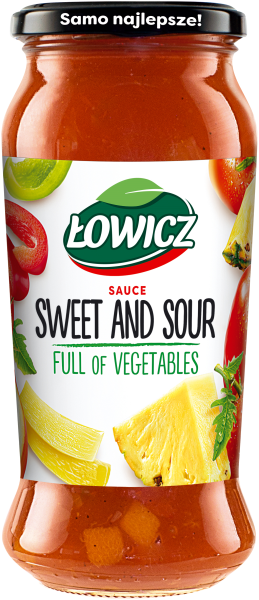 Samo najlepsze!
ŁOWICZ
SAUCE
SWEET AND SOUR
FULL OF VEGETABLES